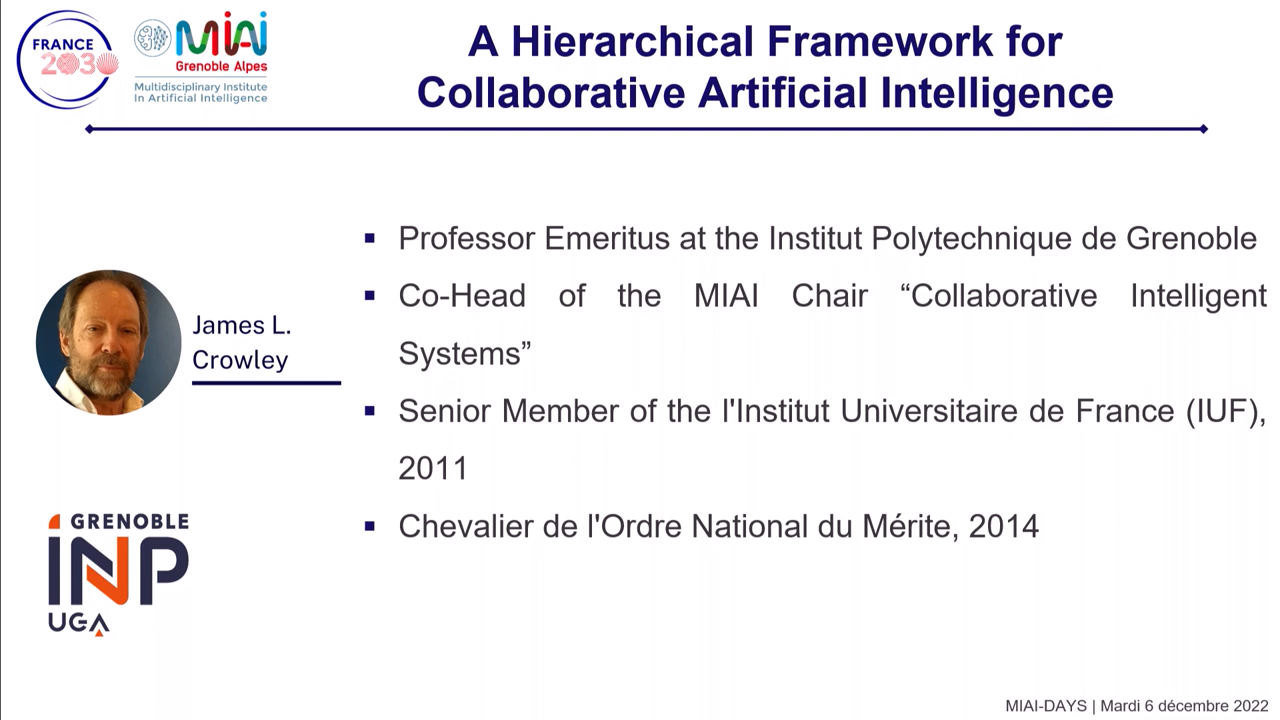 FRANCE
2030
MIAI
Grenoble Alpes
Multidisciplinary Institute
In Artificial Intelligence
A Hierarchical Framework for
Collaborative Artificial Intelligence
▪ Professor Emeritus at the Institut Polytechnique de Grenoble
▪ Co-Head of the MIAI Chair “Collaborative Intelligent
Systems”
▪ Senior Member of the l'Institut Universitaire de France (IUF),
2011
▪ Chevalier de l'Ordre National du Mérite, 2014
James L.
Crowley
GRENOBLE
INP
UGA
MIAI-DAYS | Mardi 6 décembre 2022